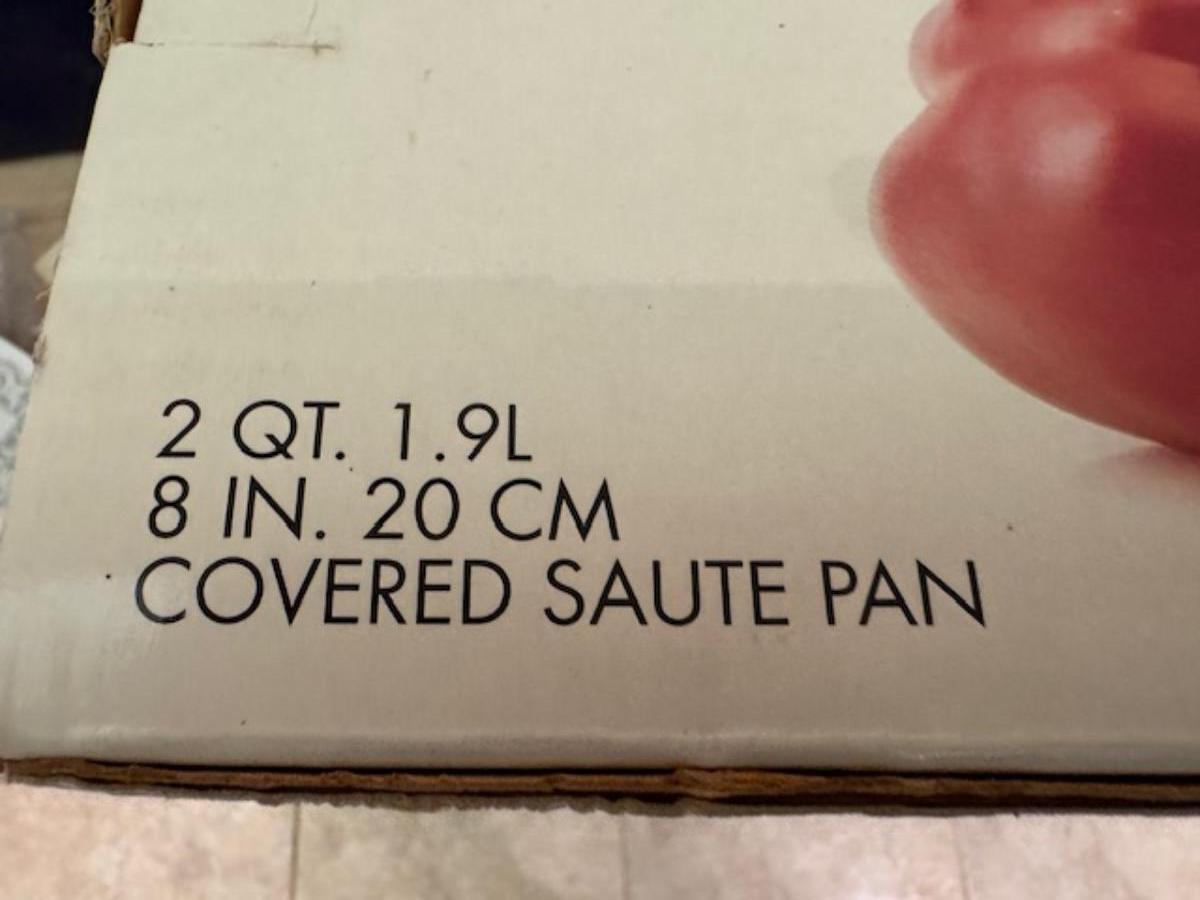 2 QT. 1.9L
8 IN. 20 CM
COVERED SAUTE PAN